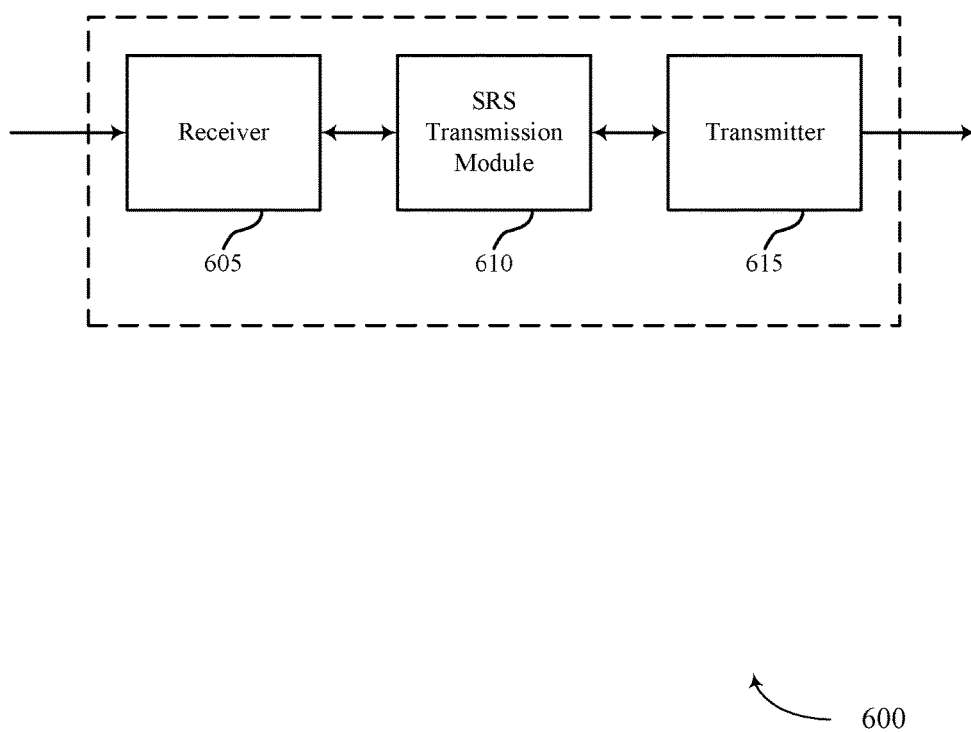 Receiver
SRS
Transmission
Module
Transmitter
605
610
615
600